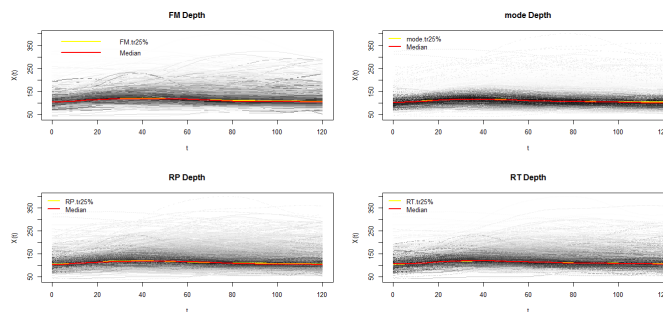 FM Depth
FM.tr25%
Median
X(t)
50 150 250 350
0 20 40 60 80 100 120
t
mode Depth
mode.tr25%
Median
X(t)
50 150 250 350
0 20 40 60 80 100 120
t
RP Depth
RP.tr25%
Median
X(t)
50 150 250 350
0 20 40 60 80 100 120
t
RT Depth
RT.tr25%
Median
X(t)
50 150 250 350
0 20 40 60 80 100 120
t